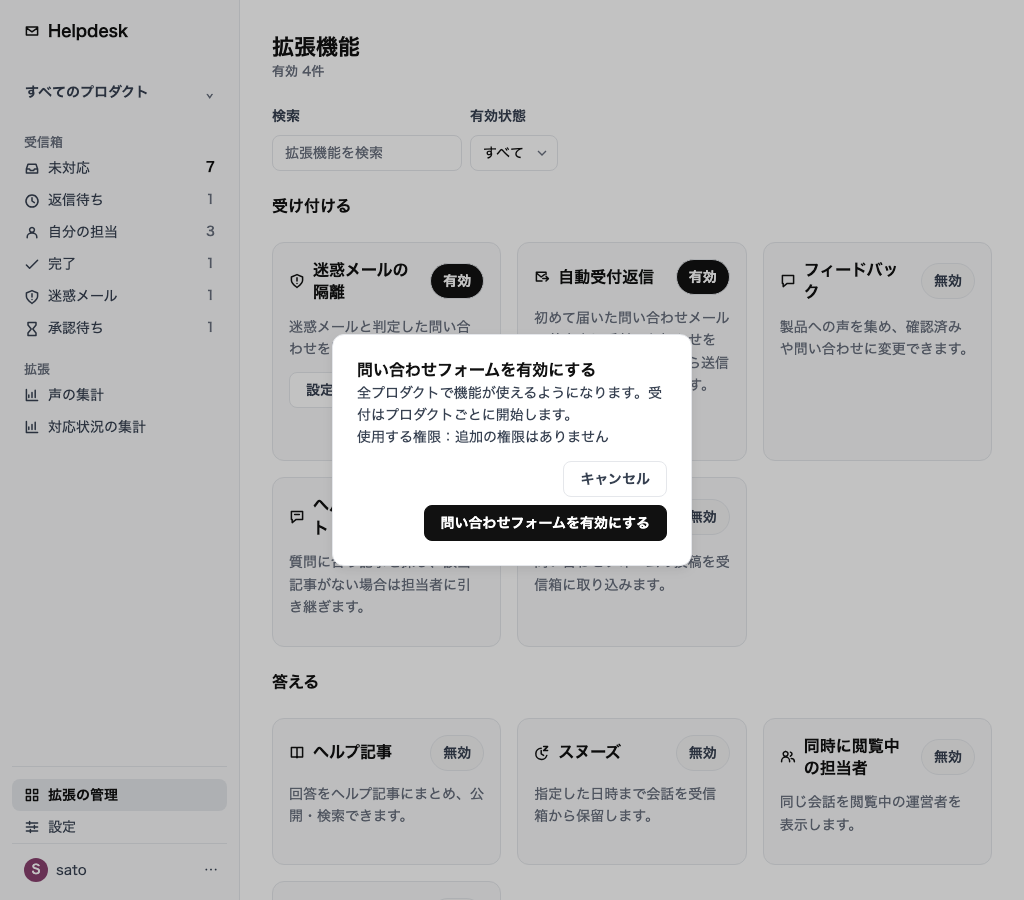 Helpdesk
すべてのプロダクト
受信箱
未対応 7
返信待ち 1
自分の担当 3
完了 1
迷惑メール 1
承認待ち 1
拡張
声の集計
対応状況の集計
拡張の管理
設定
S sato ...
拡張機能
有効 4件
検索 有効状態
拡張機能を検索 すべて
受け付ける
迷惑メールの
隔離
有効
迷惑メールと判定した問い合
わせを
設定
自動受付返信 有効
初めて届いた問い合わせメール
せを
ら送信
す。
フィードバッ
ク
無効
製品への声を集め、確認済み
や問い合わせに変更できます。
問い合わせフォームを有効にする
全プロダクトで機能が使えるようになります。受
付はプロダクトごとに開始します。
使用する権限：追加の権限はありません
キャンセル
問い合わせフォームを有効にする
ト
質問に
記事がない場合は担当者に引
き継ぎます。
無効
投稿を受
信箱に取り込みます。
答える
ヘルプ記事 無効
回答をヘルプ記事にまとめ、公
開・検索できます。
スヌーズ 無効
指定した日時まで会話を受信
箱から保留します。
同時に閲覧中
の担当者
無効
同じ会話を閲覧中の運営者を
表示します。